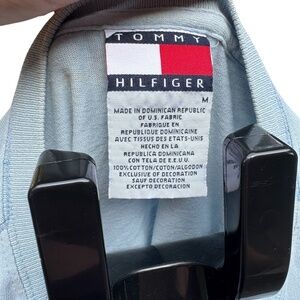 TOMMY
HILFIGER
M
MADE IN DOMINICAN REPUBLIC
OF U.S. FABRIC
FABRIQUE EN
REPUBLIQUE DOMINICAINE
AVEC TISSUS DES ETATS-UNIS
HECHO EN LA
REPUBLICA DOMINICANA
CON TELA DE E.E.U.U.
100% COTTON/COTON/ALGODON
EXCLUSIVE OF DECORATION
SAUF DECORATION
EXCEPTO DECORACION